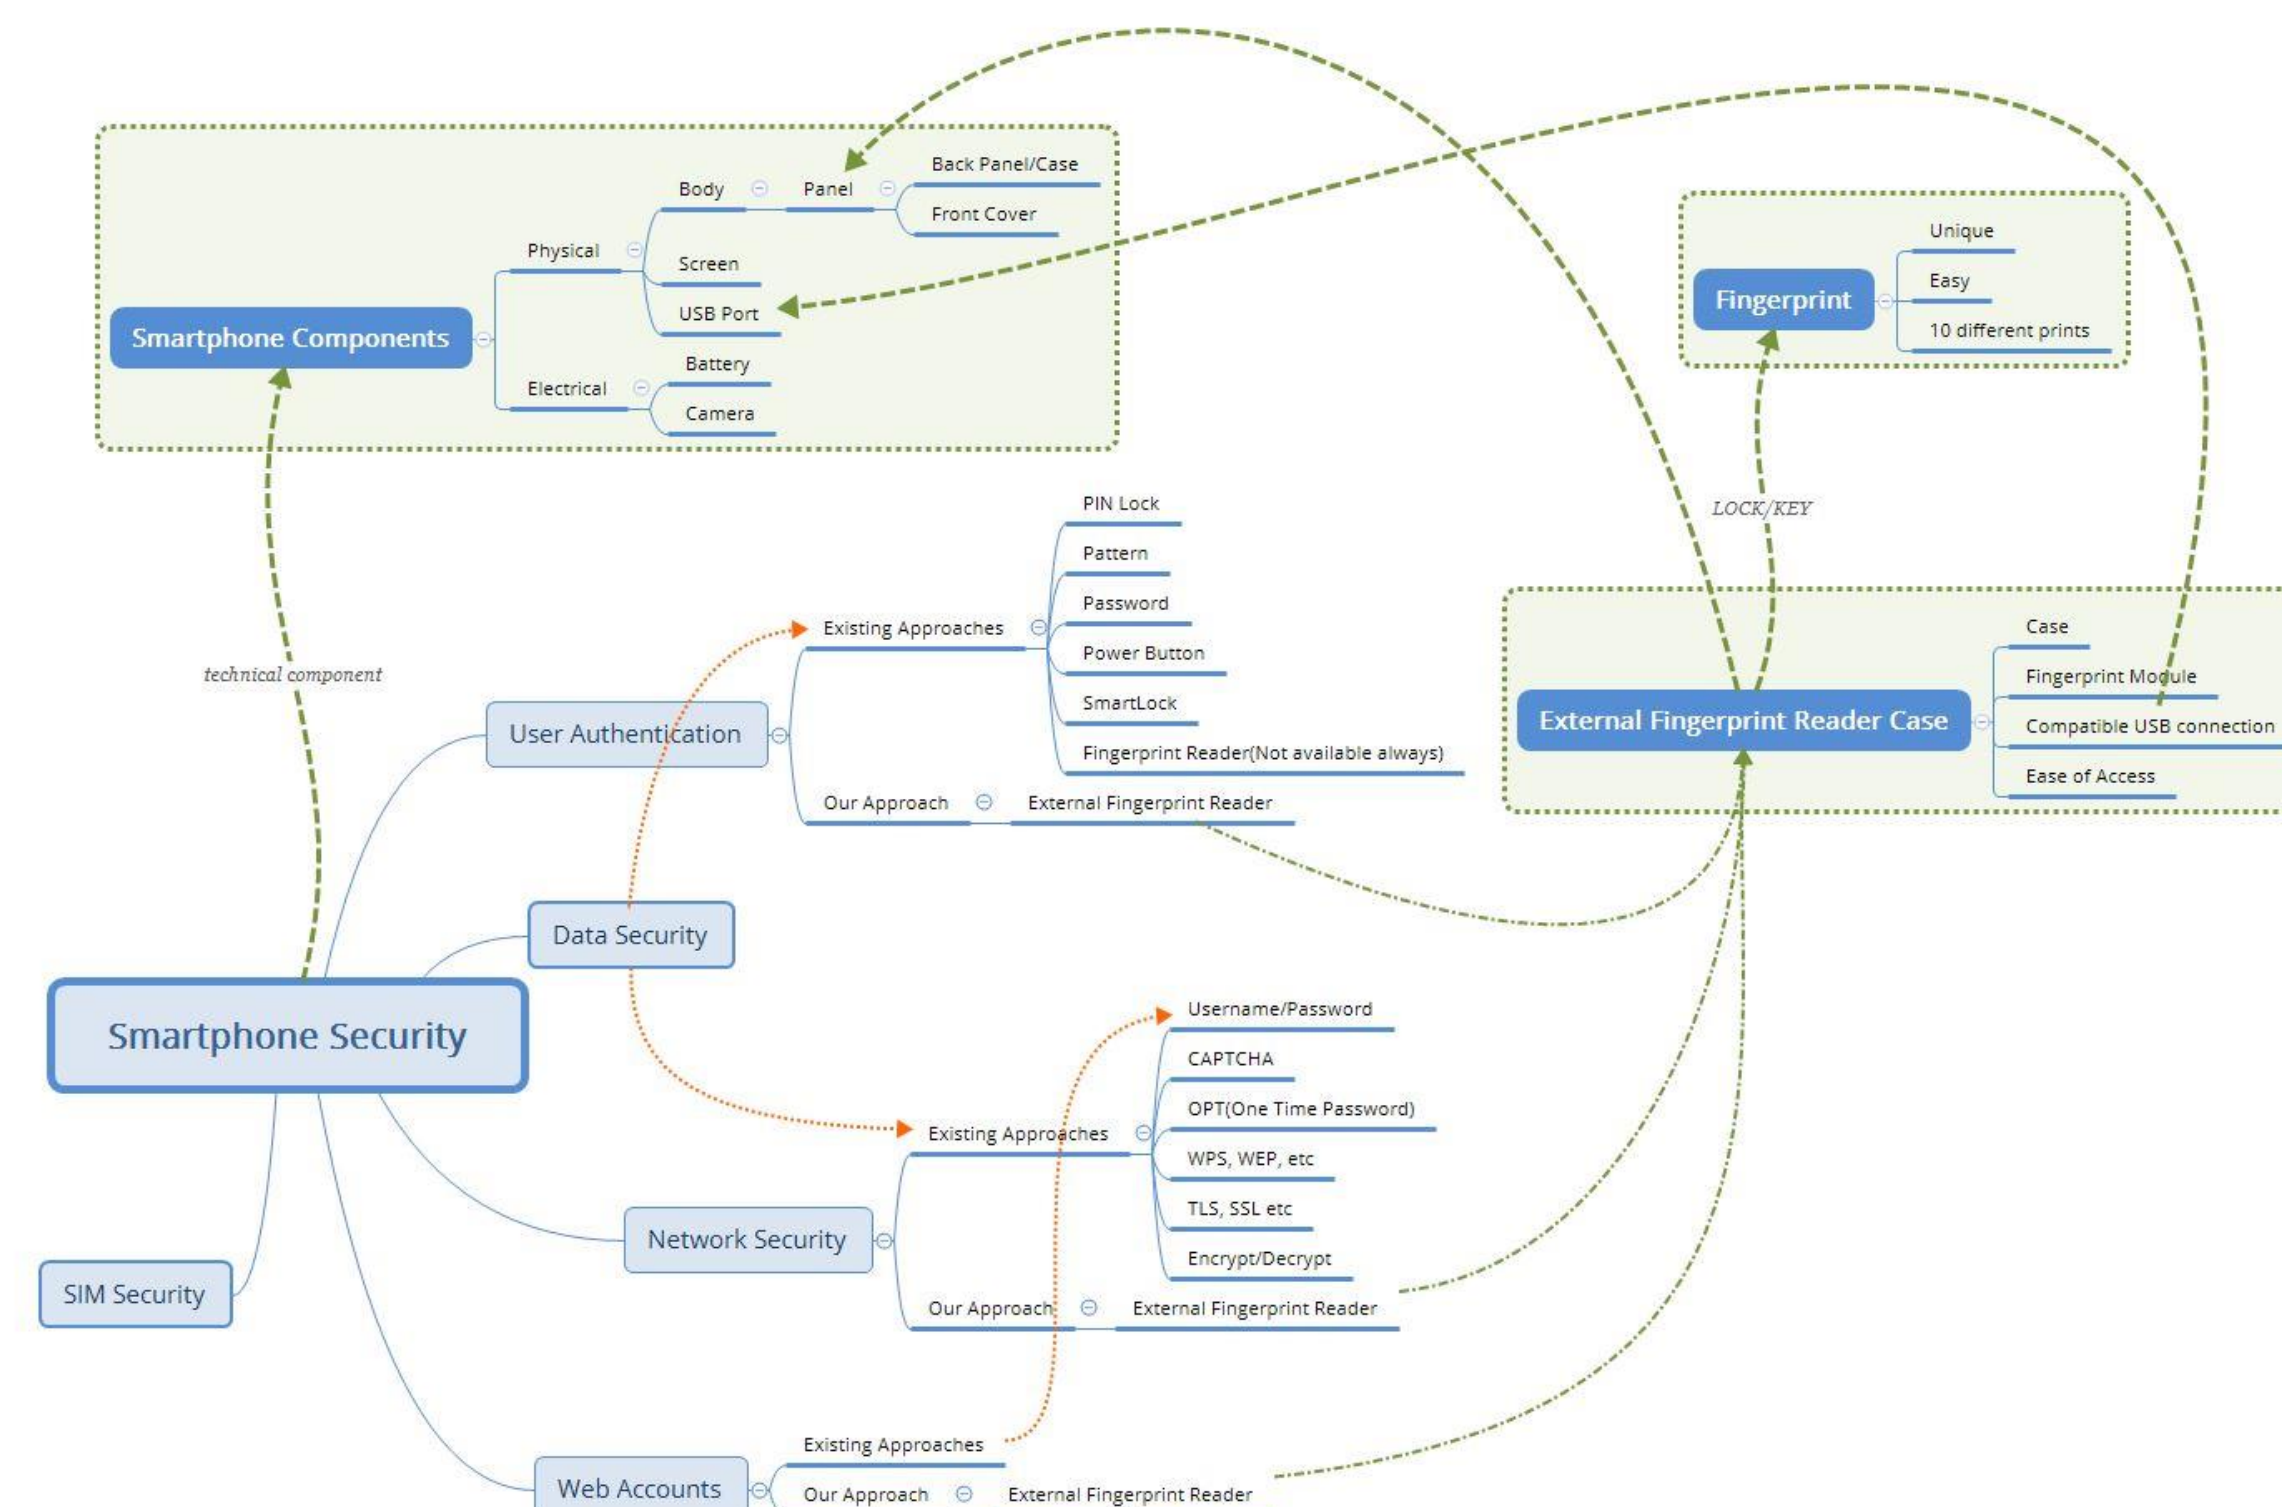 Back Panel/Case
Body
Panel
Front Cover
Physical
Screen
USB Port
Smartphone Components
Battery
Electrical
Camera
Unique
Easy
Fingerprint
10 different prints
LOCK/KEY
technical component
PIN Lock
Pattern
Password
Existing Approaches
Power Button
SmartLock
User Authentication
Fingerprint Reader(Not available always)
Our Approach
External Fingerprint Reader
Case
Fingerprint Module
External Fingerprint Reader Case
Compatible USB connection
Ease of Access
Data Security
Smartphone Security
Username/Password
CAPTCHA
OPT(One Time Password)
Existing Approaches
WPS, WEP, etc
TLS, SSL etc
Network Security
Encrypt/Decrypt
Our Approach
External Fingerprint Reader
SIM Security
Existing Approaches
Web Accounts
Our Approach
External Fingerprint Reader